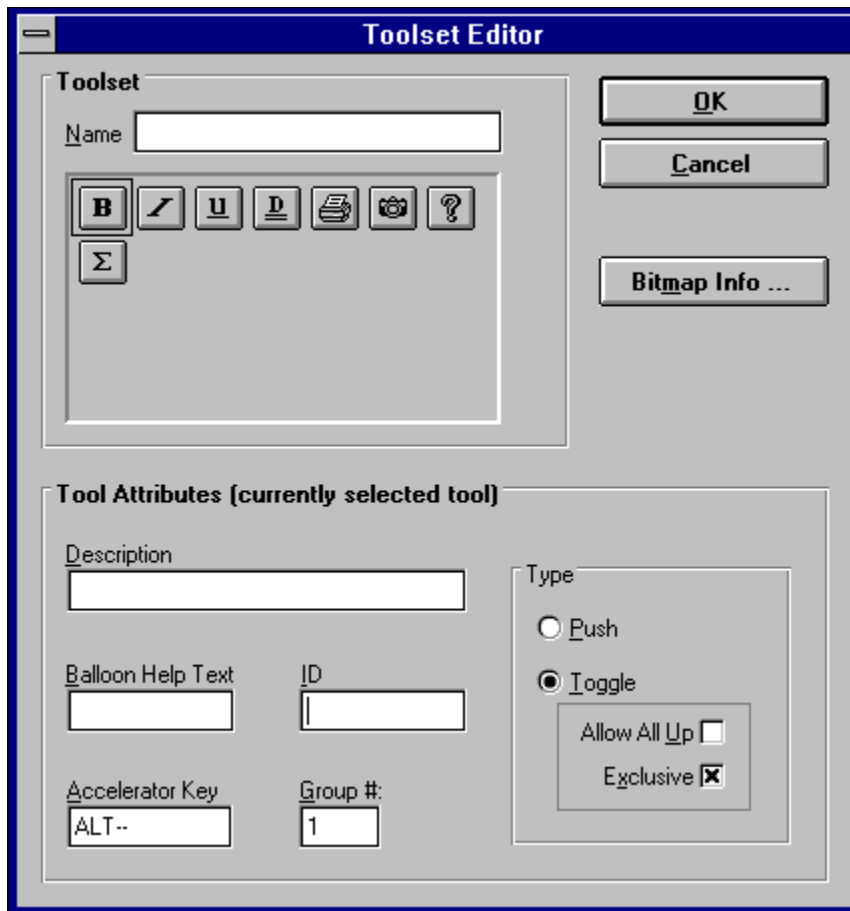 Toolset Editor
Toolset
Name
B I U D ?
Σ
OK
Cancel
Bitmap Info ...
Tool Attributes (currently selected tool)
Description
Balloon Help Text
ID
Accelerator Key
ALT--
Group #:
1
Type
Push
Toggle
Allow All Up
Exclusive